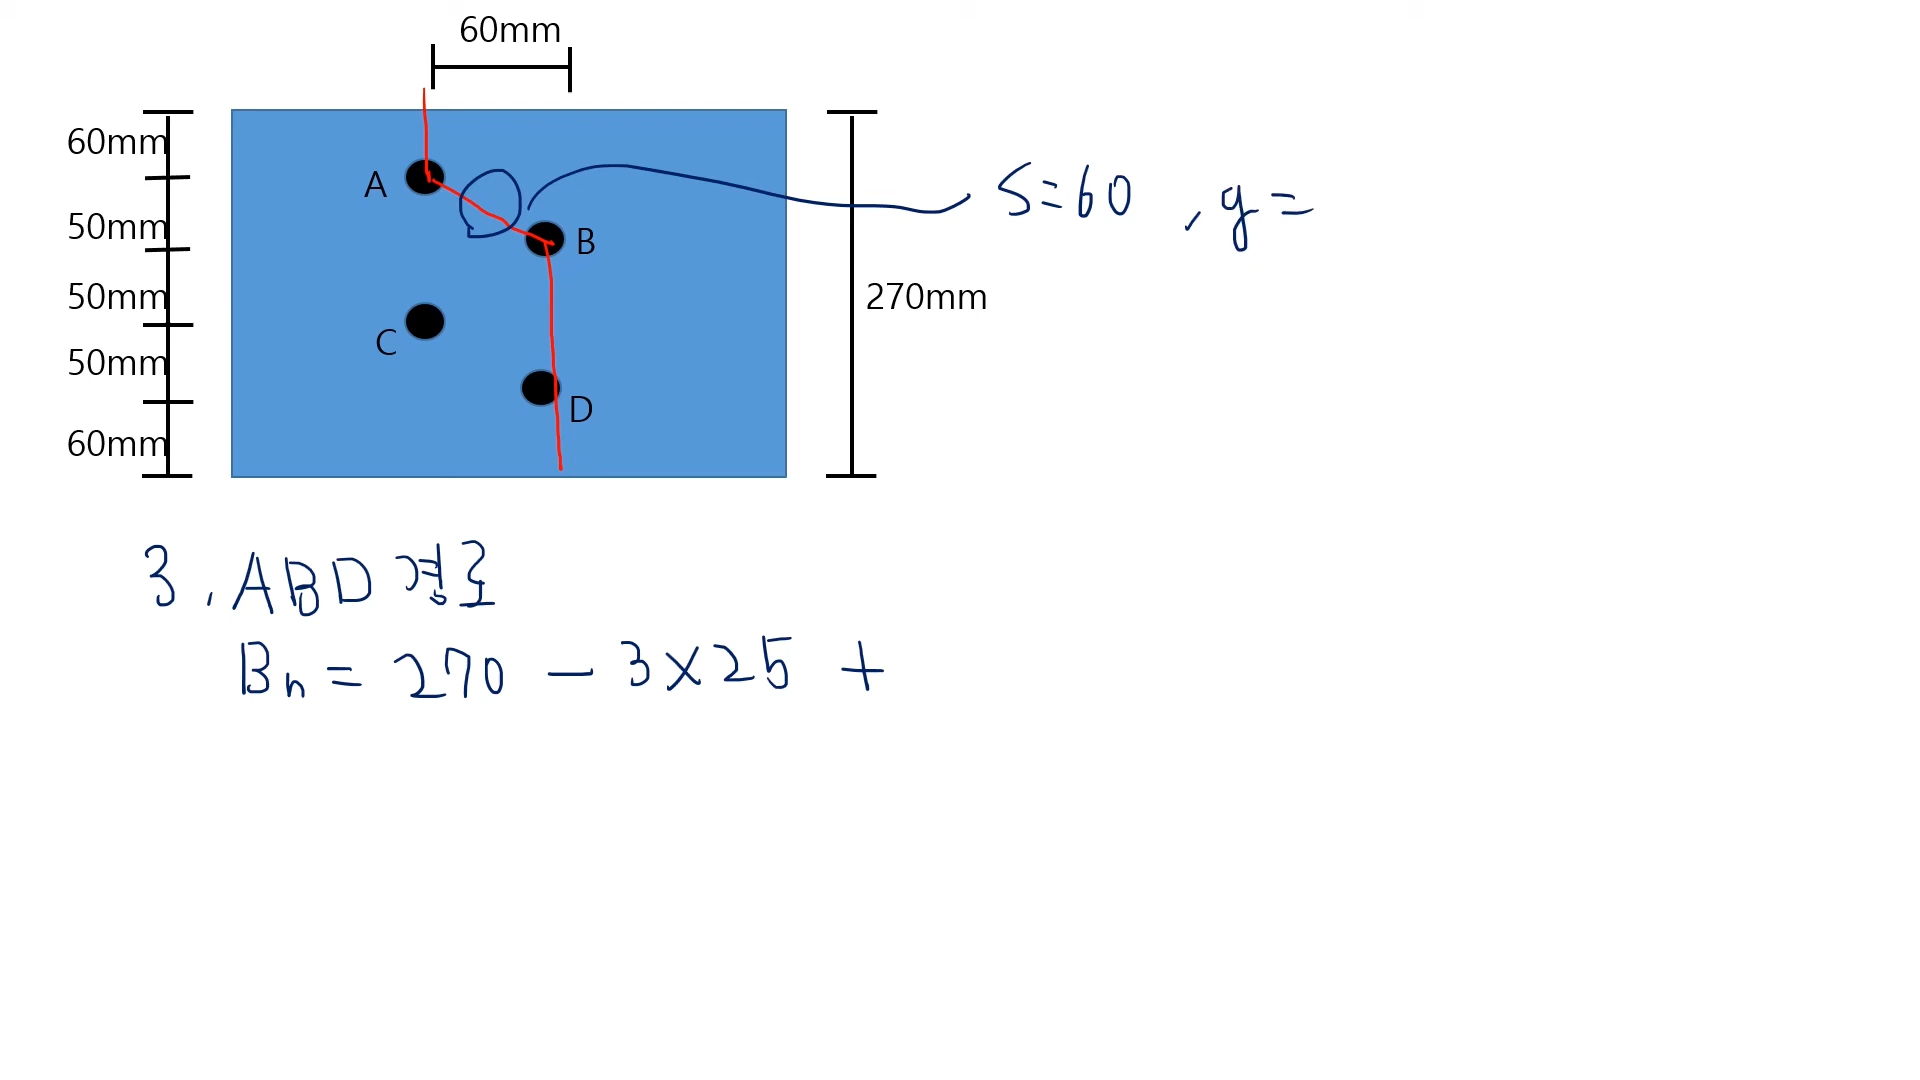 60mm
60mm
A
50mm
B
S=60 , g=
50mm
270mm
C
50mm
D
60mm
3. ABD 경로
Bn = 270 - 3×25 +